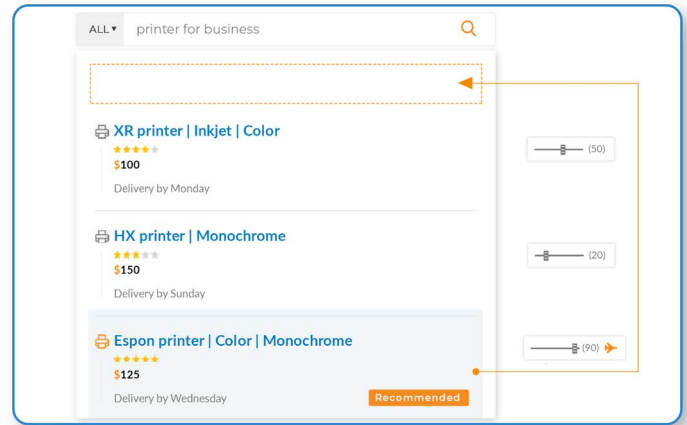 ALL▾ printer for business
XR printer | Inkjet | Color
$100
Delivery by Monday
(50)
HX printer | Monochrome
$150
Delivery by Sunday
(20)
Espon printer | Color | Monochrome
$125
Delivery by Wednesday
Recommended
(90)